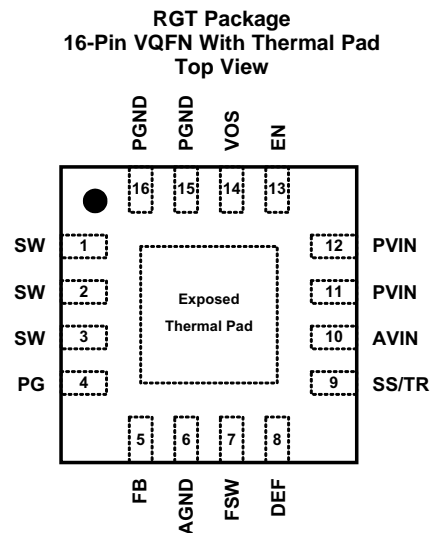 RGT Package
16-Pin VQFN With Thermal Pad
Top View
PGND
PGND
VOS
EN
16
15
14
13
SW
1
12
PVIN
SW
2
Exposed
11
PVIN
SW
3
Thermal Pad
10
AVIN
PG
4
9
SS/TR
5
6
7
8
FB
AGND
FSW
DEF